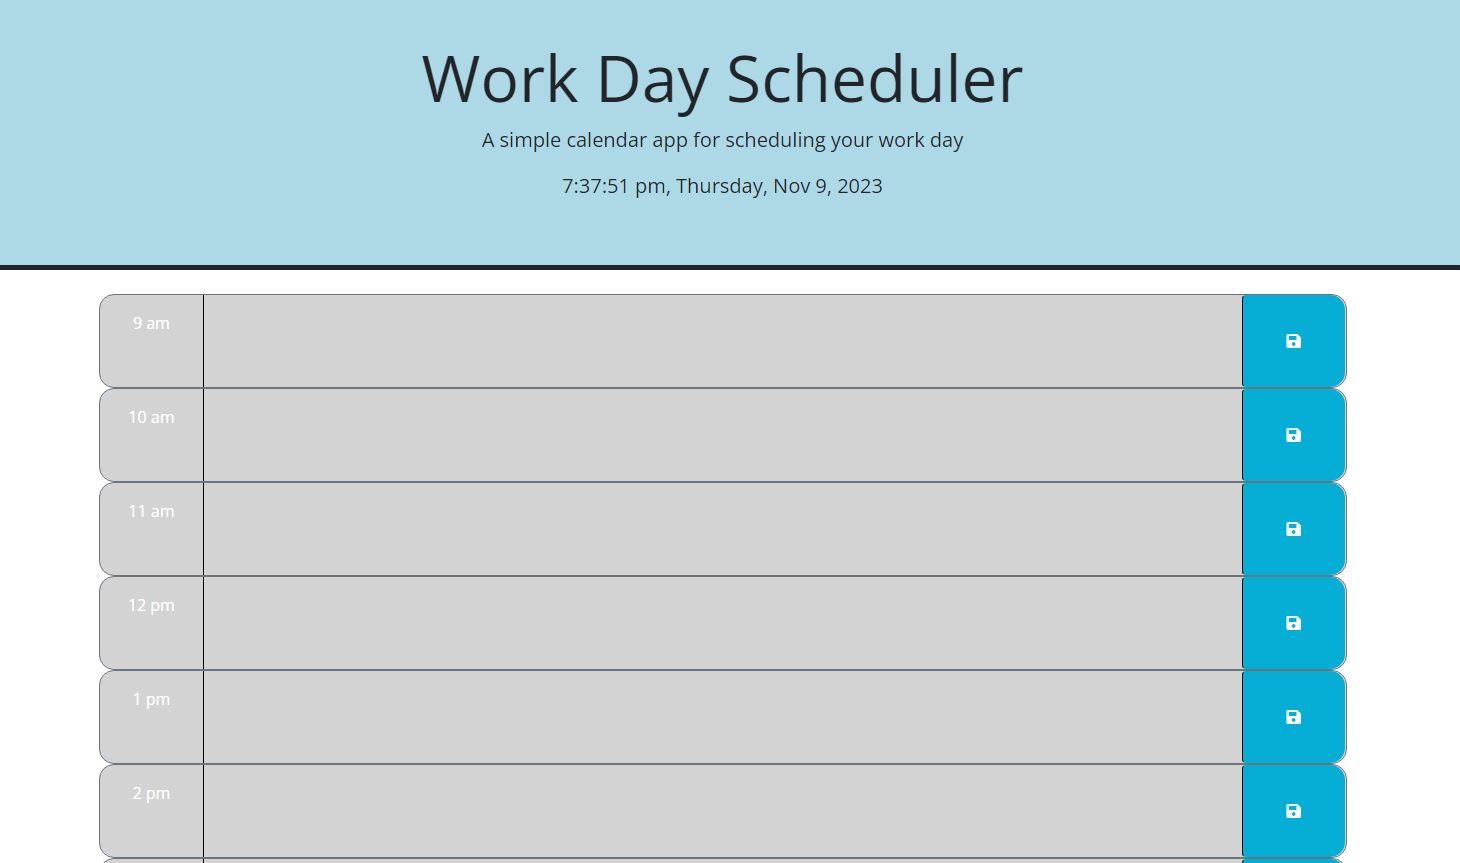 Work Day Scheduler
A simple calendar app for scheduling your work day
7:37:51 pm, Thursday, Nov 9, 2023
9 am
10 am
11 am
12 pm
1 pm
2 pm